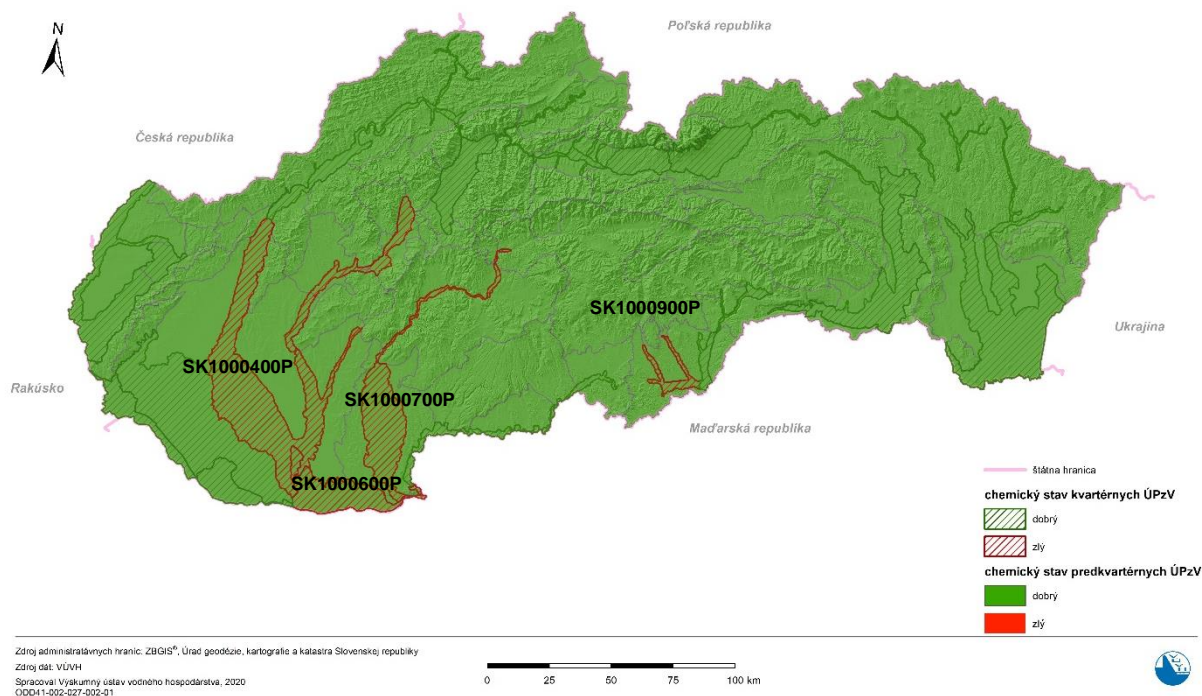 N
Poľská republika
Česká republika
Ukrajina
Rakúsko
Maďarská republika
SK1000900P
SK1000400P
SK1000700P
SK1000600P
štátna hranica
chemický stav kvartérnych ÚPzV
dobrý
zlý
chemický stav predkvartérnych ÚPzV
dobrý
zlý
Zdroj administratávnych hraníc: ZBGIS®, Úrad geodézie, kartografie a katastra Slovenskej republiky
Zdroj dát: VÚVH
Spracoval Výskumný ústav vodného hospodárstva, 2020
ODD41-002-027-002-01
0 25 50 75 100 km